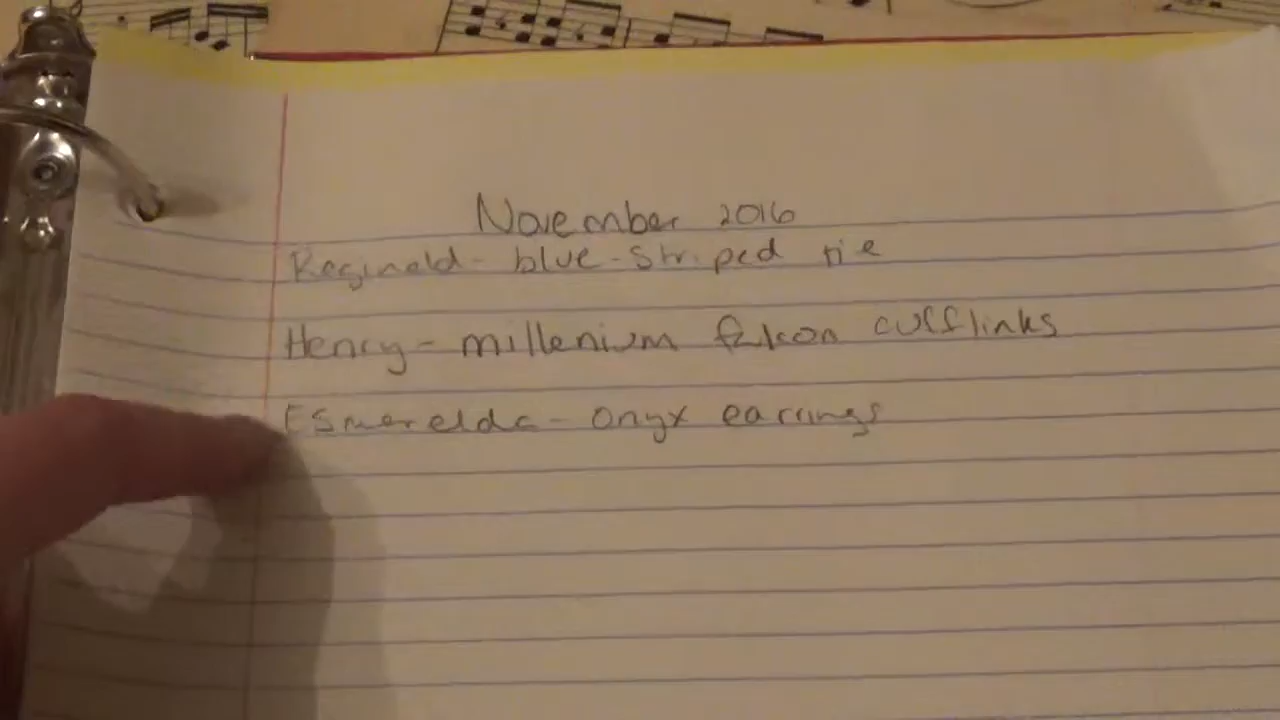 November 2016
Reginald - blue-striped tie
Henry - millenium falcon cufflinks
Esmerelda - onyx earrings